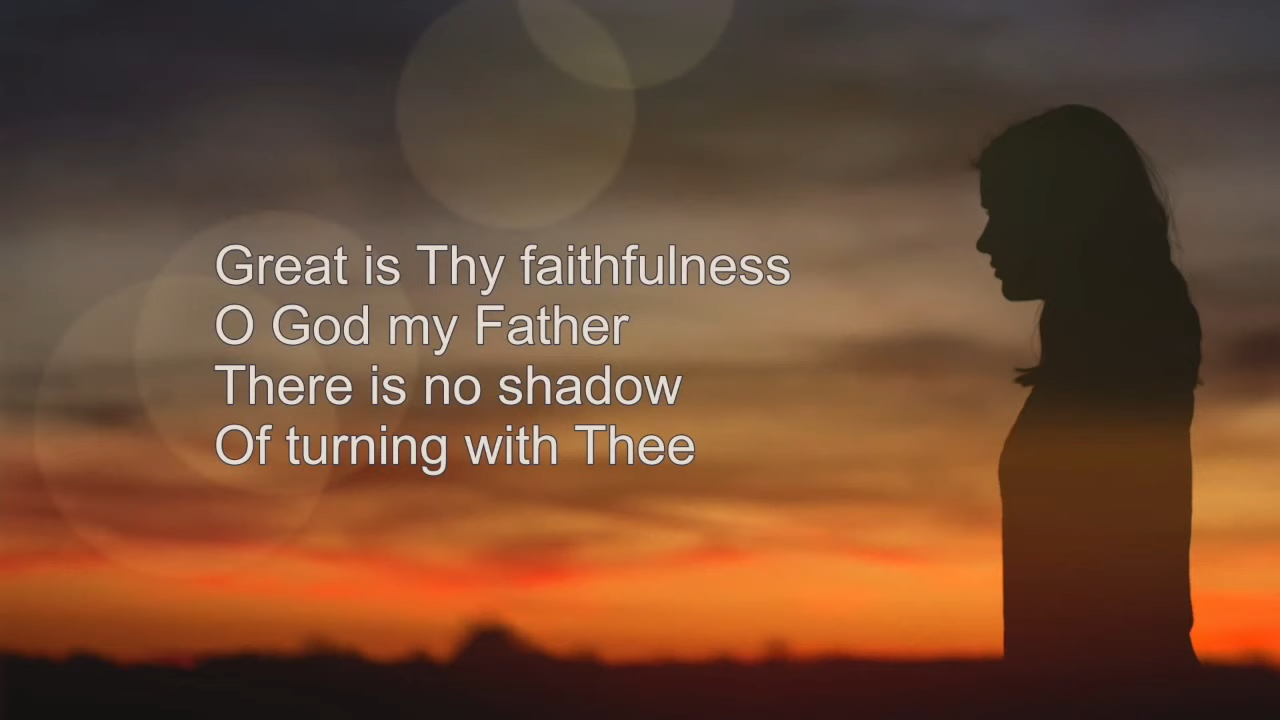 Great is Thy faithfulness
O God my Father
There is no shadow
Of turning with Thee